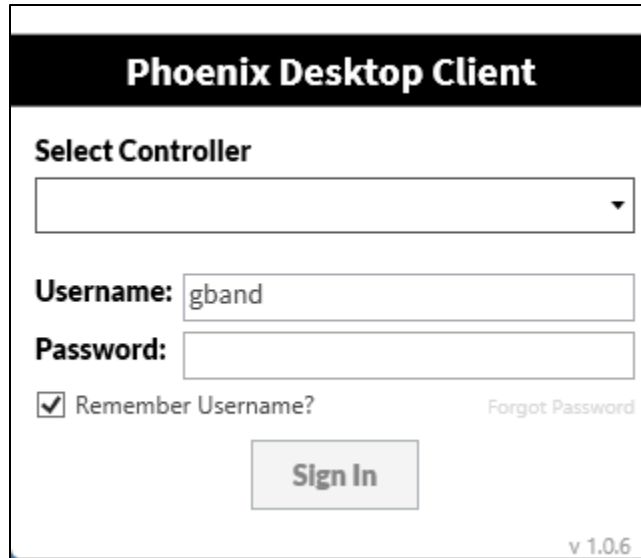 Phoenix Desktop Client
Select Controller
Username: gband
Password:
Remember Username? Forgot Password
Sign In
v 1.0.6